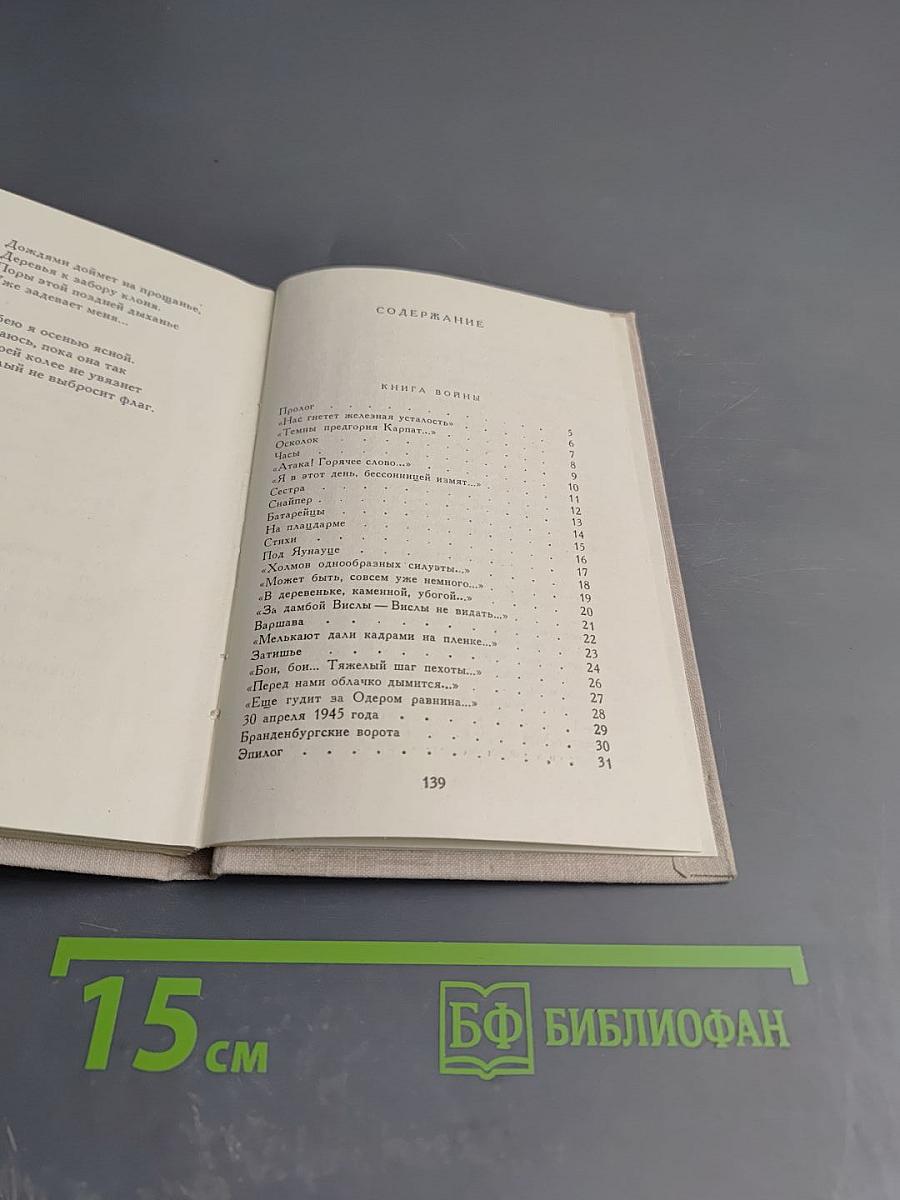 Дождями доймет на прощанье,
Деревья к забору клоня.
Поры этой поздней дыханье
Уже задевает меня...
я осенью ясной.
пока она так
колее не увязнет
не выбросит флаг.
СОДЕРЖАНИЕ
КНИГА ВОЙНЫ
Пролог . . . . . . . 5
«Нас гнетет железная усталость» . . . . 6
«Темны предгория Карпат...» . . . . 7
Осколок . . . . . . . 8
Часы . . . . . . . 9
«Атака! Горячее слово...» . . . . 10
«Я в этот день, бессонницей измят...» . . . 11
Сестра . . . . . . . 12
Снайпер . . . . . . . 13
Батарейцы . . . . . . . 14
На плацдарме . . . . . . 15
Стихи . . . . . . . 16
Под Яунауце . . . . . . 17
«Холмов однообразных силуэты...» . . . . 18
«Может быть, совсем уже немного...» . . . 19
«В деревеньке, каменной, убогой...» . . . 20
«За дамбой Вислы — Вислы не видать...» . . . 21
Варшава . . . . . . . 22
«Мелькают дали кадрами на пленке...» . . . 23
Затишье . . . . . . . 24
«Бои, бои... Тяжелый шаг пехоты...» . . . 26
«Перед нами облачко дымится...» . . . . 27
«Еще гудит за Одером равнина...» . . . . 28
30 апреля 1945 года . . . . . 29
Бранденбургские ворота . . . . . 30
Эпилог . . . . . . . 31
139
15 см
БФ БИБЛИОФАН